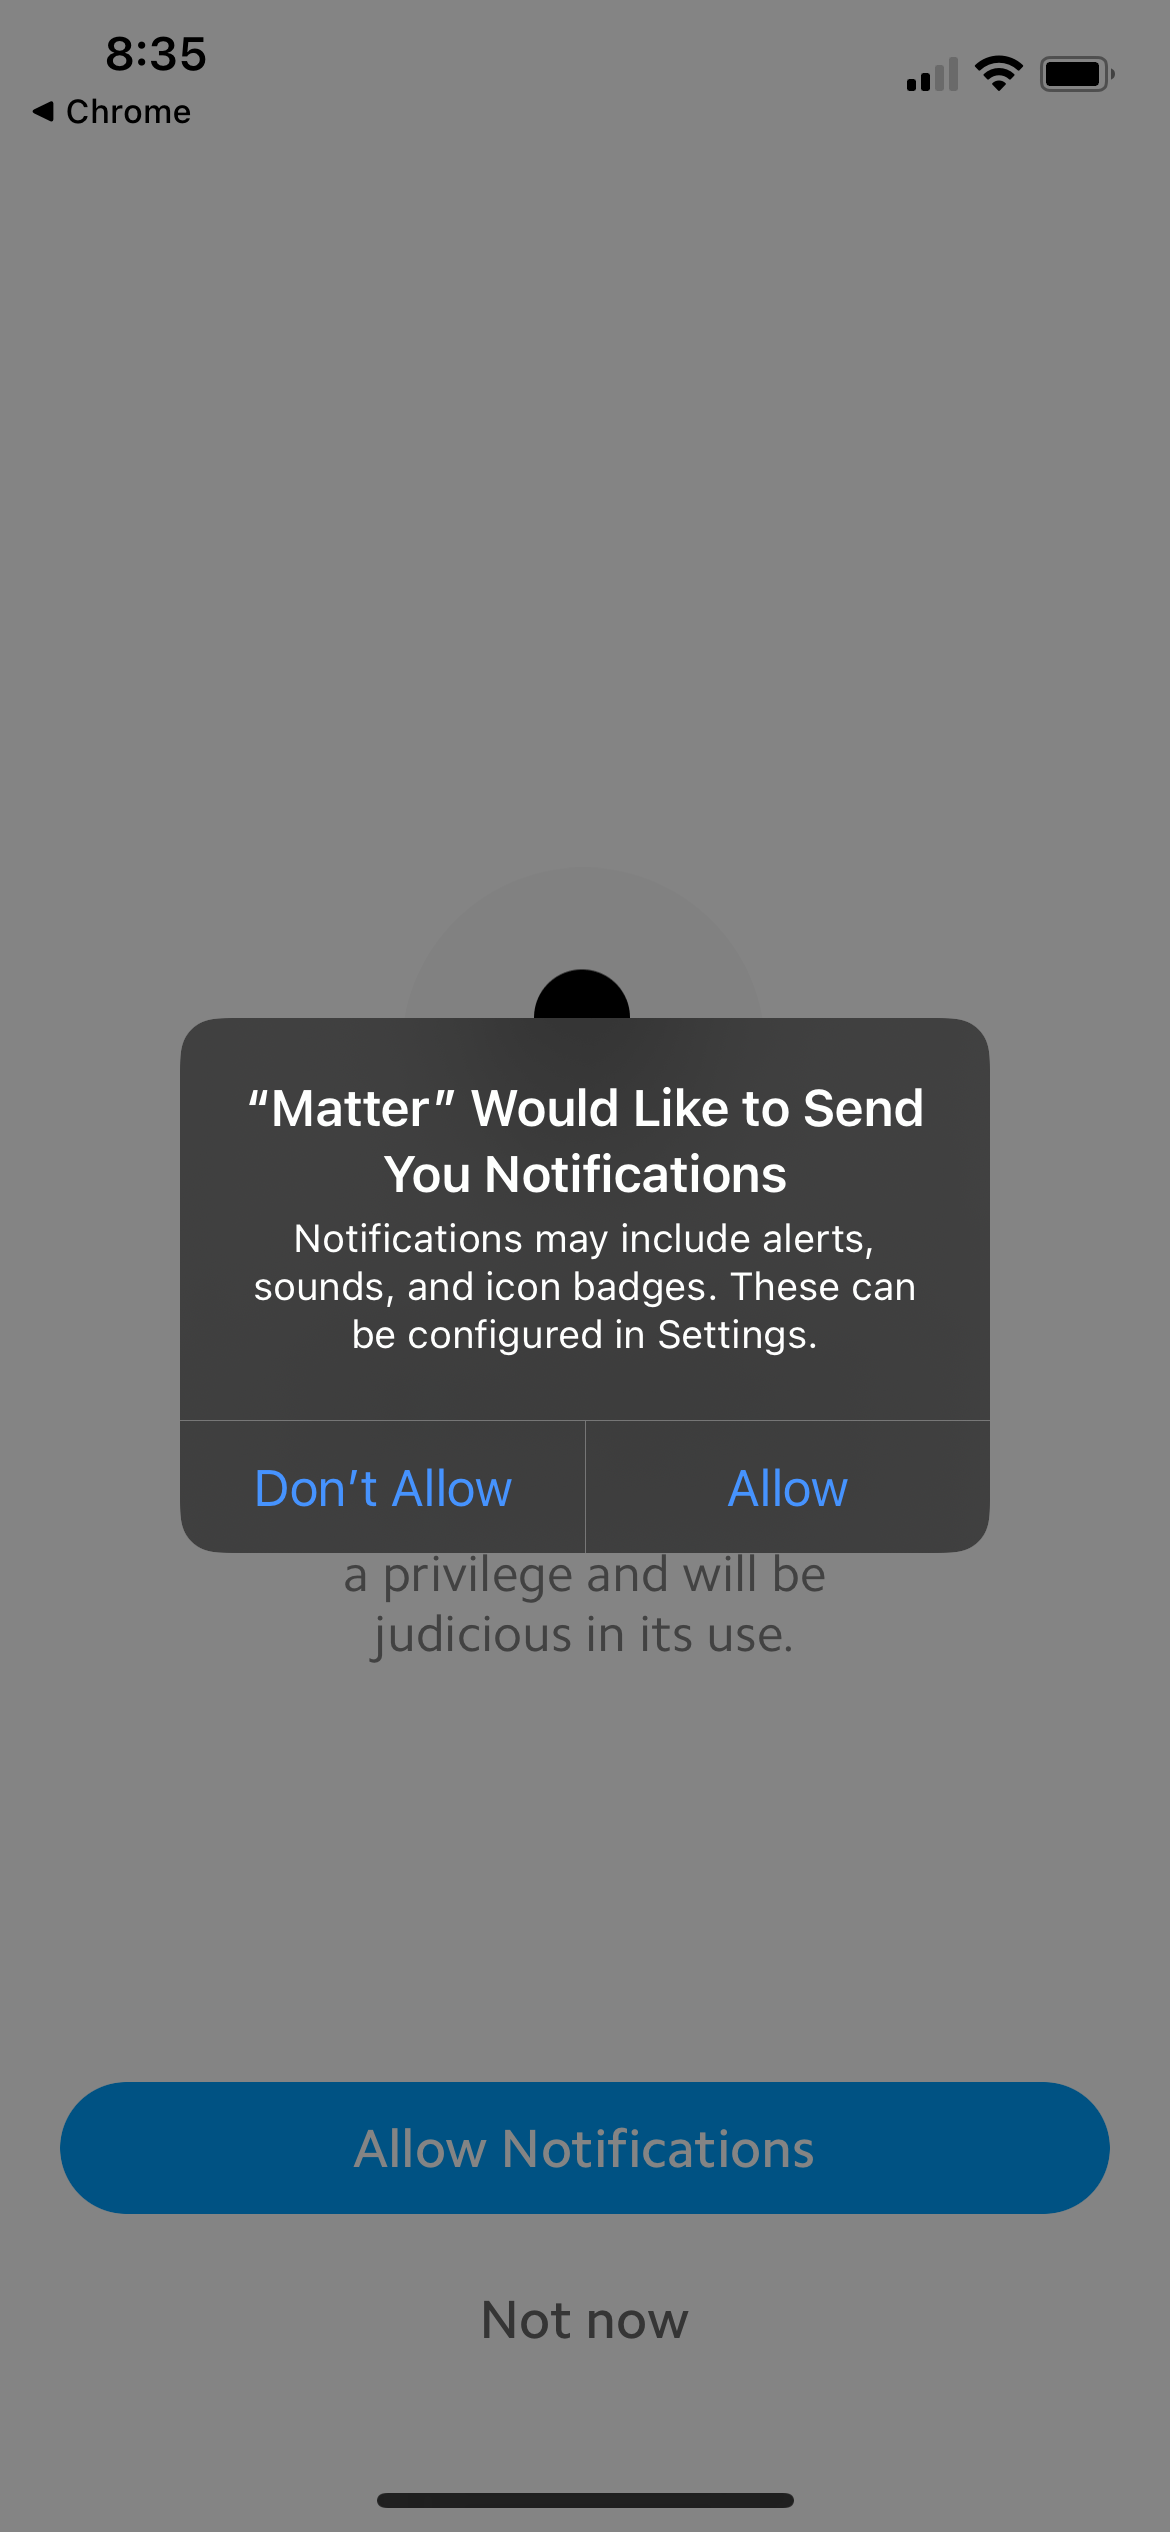 8:35
◀ Chrome
“Matter” Would Like to Send
You Notifications
Notifications may include alerts,
sounds, and icon badges. These can
be configured in Settings.
Don’t Allow
Allow
a privilege and will be
judicious in its use.
Allow Notifications
Not now